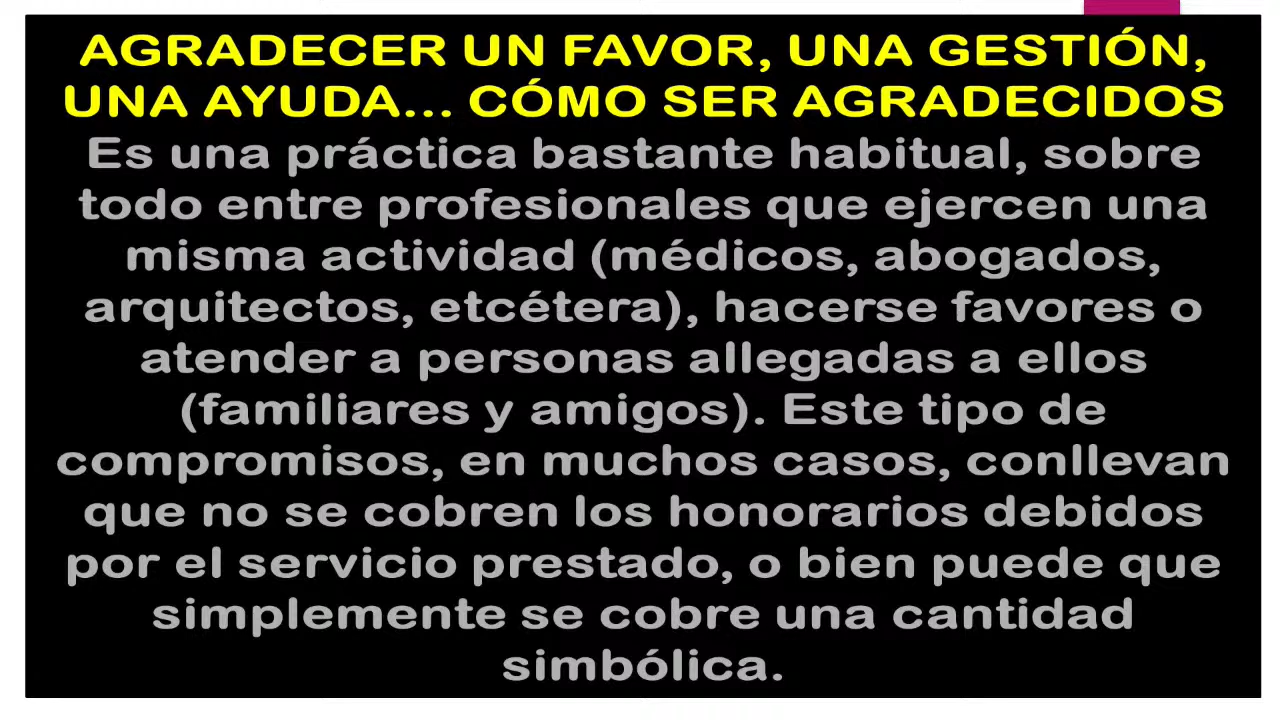 AGRADECER UN FAVOR, UNA GESTIÓN,
UNA AYUDA... CÓMO SER AGRADECIDOS
Es una práctica bastante habitual, sobre
todo entre profesionales que ejercen una
misma actividad (médicos, abogados,
arquitectos, etcétera), hacerse favores o
atender a personas allegadas a ellos
(familiares y amigos). Este tipo de
compromisos, en muchos casos, conllevan
que no se cobren los honorarios debidos
por el servicio prestado, o bien puede que
simplemente se cobre una cantidad
simbólica.